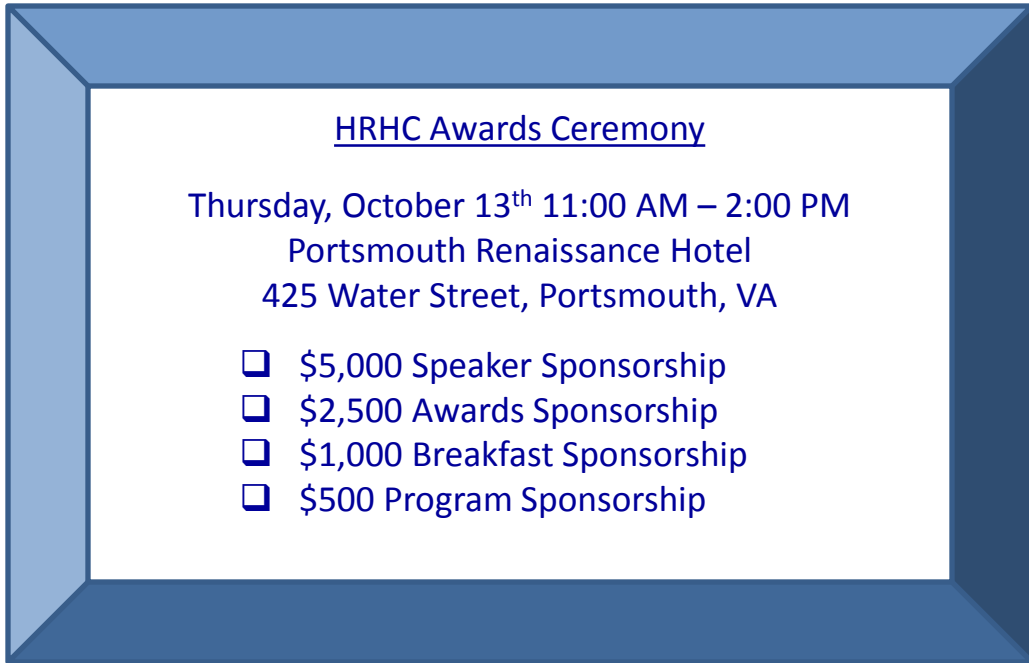 HRHC Awards Ceremony
Thursday, October 13th 11:00 AM – 2:00 PM
Portsmouth Renaissance Hotel
425 Water Street, Portsmouth, VA
❑ $5,000 Speaker Sponsorship
❑ $2,500 Awards Sponsorship
❑ $1,000 Breakfast Sponsorship
❑ $500 Program Sponsorship